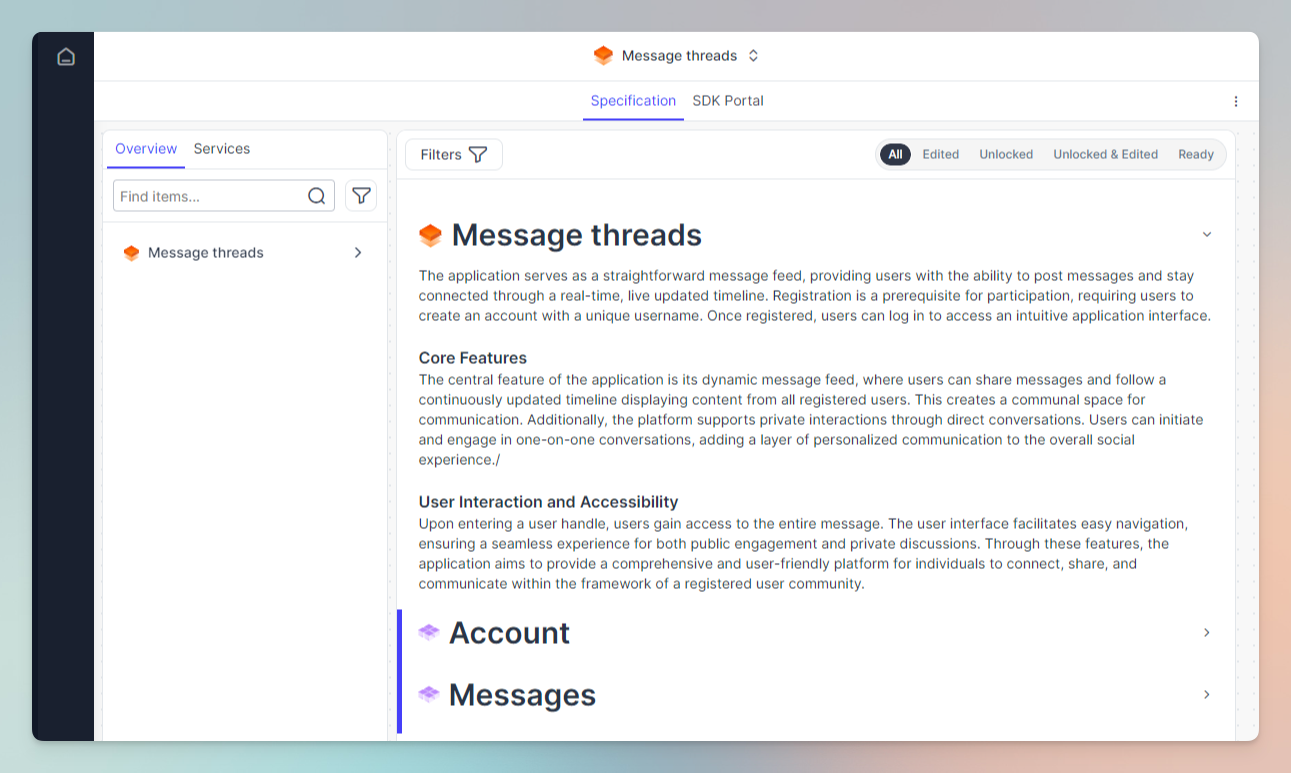 Message threads
Specification SDK Portal
Overview Services
Find items...
Message threads
Filters
All Edited Unlocked Unlocked & Edited Ready
Message threads
The application serves as a straightforward message feed, providing users with the ability to post messages and stay
connected through a real-time, live updated timeline. Registration is a prerequisite for participation, requiring users to
create an account with a unique username. Once registered, users can log in to access an intuitive application interface.
Core Features
The central feature of the application is its dynamic message feed, where users can share messages and follow a
continuously updated timeline displaying content from all registered users. This creates a communal space for
communication. Additionally, the platform supports private interactions through direct conversations. Users can initiate
and engage in one-on-one conversations, adding a layer of personalized communication to the overall social
experience./
User Interaction and Accessibility
Upon entering a user handle, users gain access to the entire message. The user interface facilitates easy navigation,
ensuring a seamless experience for both public engagement and private discussions. Through these features, the
application aims to provide a comprehensive and user-friendly platform for individuals to connect, share, and
communicate within the framework of a registered user community.
Account
Messages